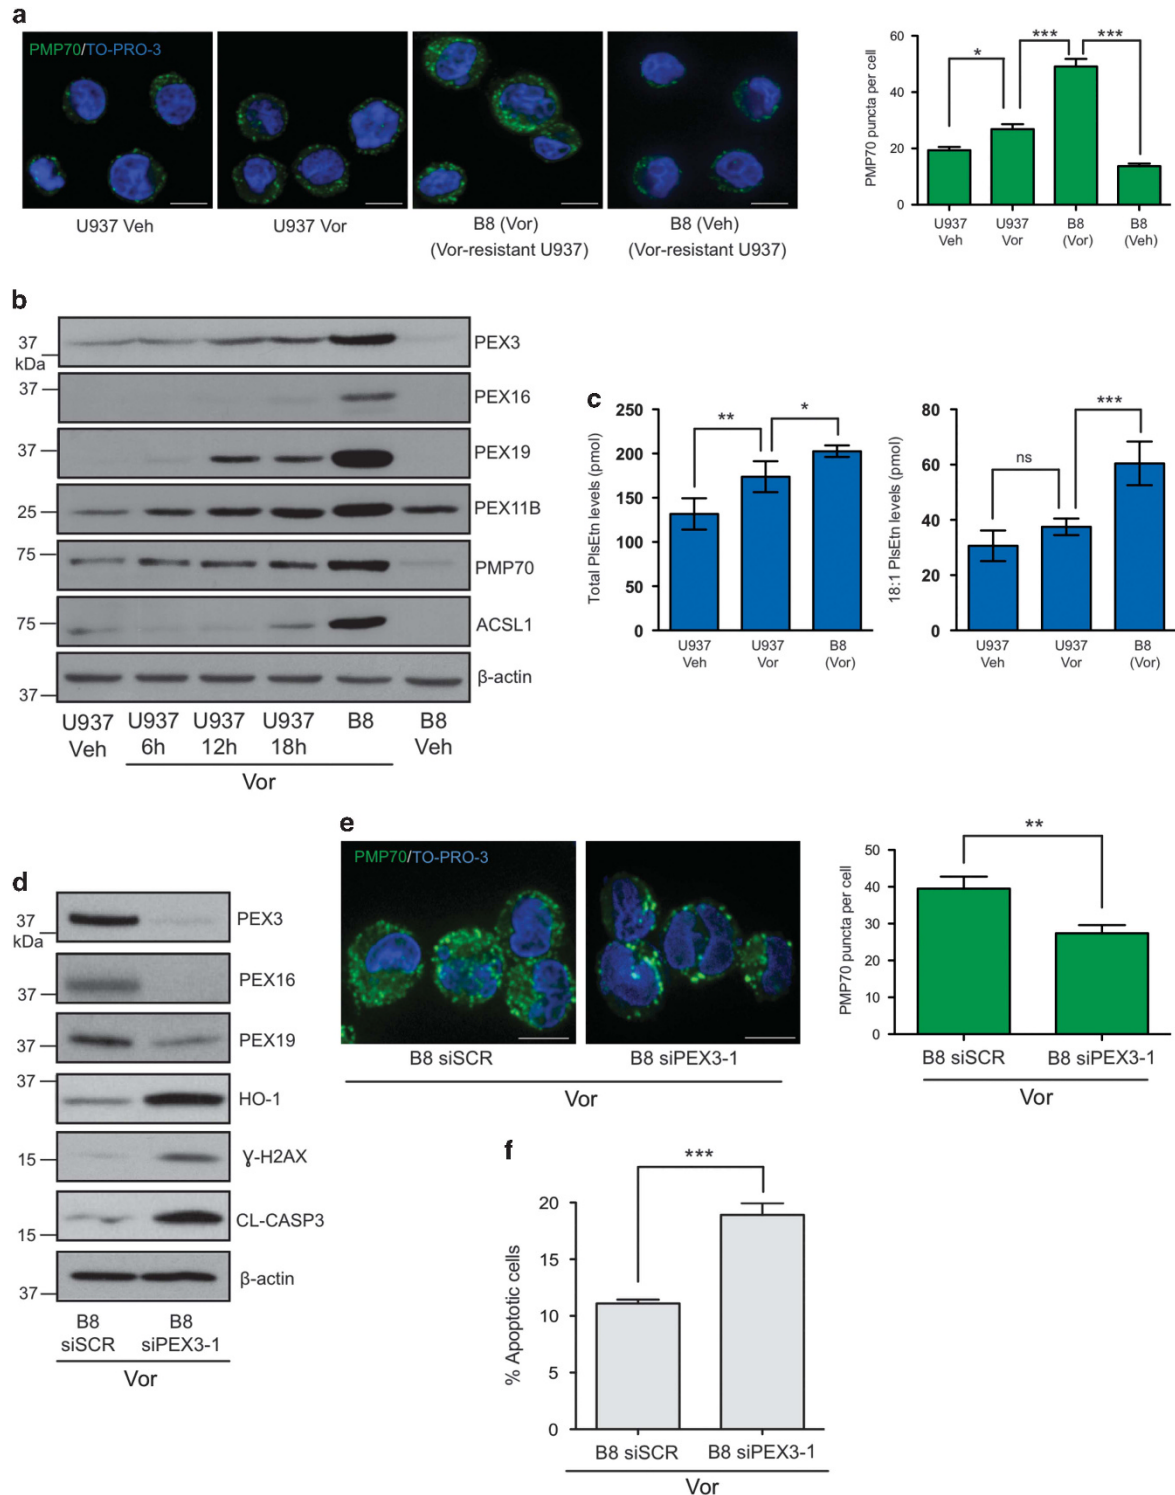 a
PMP70/TO-PRO-3
U937 Veh
U937 Vor
B8 (Vor)
(Vor-resistant U937)
B8 (Veh)
(Vor-resistant U937)
PMP70 puncta per cell
60
40
20
0
*
***
***
U937
Veh
U937
Vor
B8
(Vor)
B8
(Veh)
b
37
kDa
PEX3
37
PEX16
37
PEX19
25
PEX11B
75
PMP70
75
ACSL1
37
β-actin
U937
Veh
U937
6h
U937
12h
U937
18h
B8
B8
Veh
Vor
c
Total PlsEtn levels (pmol)
250
200
150
100
50
0
**
*
U937
Veh
U937
Vor
B8
(Vor)
18:1 PlsEtn levels (pmol)
80
60
40
20
0
ns
***
U937
Veh
U937
Vor
B8
(Vor)
d
37
kDa
PEX3
37
PEX16
37
PEX19
37
HO-1
15
γ-H2AX
15
CL-CASP3
37
β-actin
B8
siSCR
B8
siPEX3-1
Vor
e
PMP70/TO-PRO-3
B8 siSCR
B8 siPEX3-1
Vor
PMP70 puncta per cell
50
40
30
20
10
0
**
B8 siSCR
B8 siPEX3-1
Vor
f
% Apoptotic cells
20
15
10
5
0
***
B8 siSCR
B8 siPEX3-1
Vor